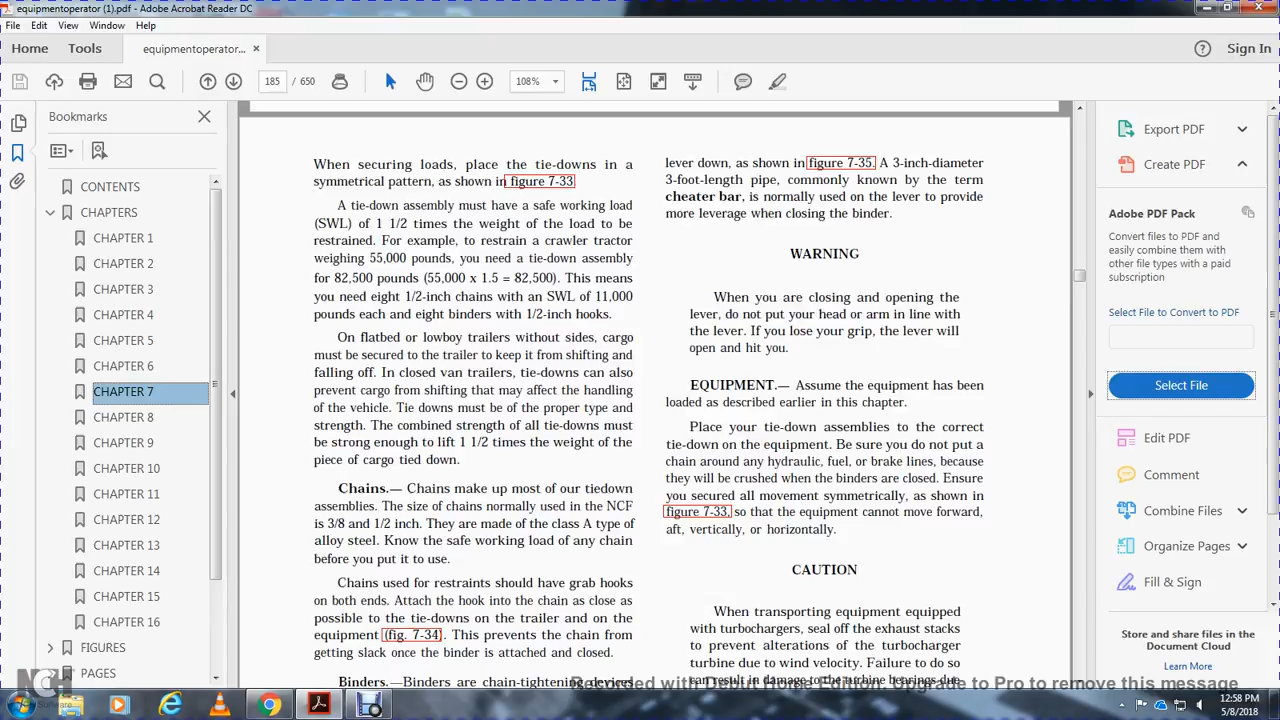 equipmentoperator (1).pdf - Adobe Acrobat Reader DC
File Edit View Window Help
Home Tools equipmentoperator... × Sign In
185 / 650 108%
Bookmarks
CONTENTS
CHAPTERS
CHAPTER 1
CHAPTER 2
CHAPTER 3
CHAPTER 4
CHAPTER 5
CHAPTER 6
CHAPTER 7
CHAPTER 8
CHAPTER 9
CHAPTER 10
CHAPTER 11
CHAPTER 12
CHAPTER 13
CHAPTER 14
CHAPTER 15
CHAPTER 16
FIGURES
PAGES
When securing loads, place the tie-downs in a
symmetrical pattern, as shown in figure 7-33
A tie-down assembly must have a safe working load
(SWL) of 1 1/2 times the weight of the load to be
restrained. For example, to restrain a crawler tractor
weighing 55,000 pounds, you need a tie-down assembly
for 82,500 pounds (55,000 x 1.5 = 82,500). This means
you need eight 1/2-inch chains with an SWL of 11,000
pounds each and eight binders with 1/2-inch hooks.
On flatbed or lowboy trailers without sides, cargo
must be secured to the trailer to keep it from shifting and
falling off. In closed van trailers, tie-downs can also
prevent cargo from shifting that may affect the handling
of the vehicle. Tie downs must be of the proper type and
strength. The combined strength of all tie-downs must
be strong enough to lift 1 1/2 times the weight of the
piece of cargo tied down.
Chains.— Chains make up most of our tiedown
assemblies. The size of chains normally used in the NCF
is 3/8 and 1/2 inch. They are made of the class A type of
alloy steel. Know the safe working load of any chain
before you put it to use.
Chains used for restraints should have grab hooks
on both ends. Attach the hook into the chain as close as
possible to the tie-downs on the trailer and on the
equipment (fig. 7-34). This prevents the chain from
getting slack once the binder is attached and closed.
Binders.—Binders are chain-tightening devices
lever down, as shown in figure 7-35. A 3-inch-diameter
3-foot-length pipe, commonly known by the term
cheater bar, is normally used on the lever to provide
more leverage when closing the binder.
WARNING
When you are closing and opening the
lever, do not put your head or arm in line with
the lever. If you lose your grip, the lever will
open and hit you.
EQUIPMENT.— Assume the equipment has been
loaded as described earlier in this chapter.
Place your tie-down assemblies to the correct
tie-down on the equipment. Be sure you do not put a
chain around any hydraulic, fuel, or brake lines, because
they will be crushed when the binders are closed. Ensure
you secured all movement symmetrically, as shown in
figure 7-33, so that the equipment cannot move forward,
aft, vertically, or horizontally.
CAUTION
When transporting equipment equipped
with turbochargers, seal off the exhaust stacks
to prevent alterations of the turbocharger
turbine due to wind velocity. Failure to do so
can result in damage to the turbine bearings due
Export PDF
Create PDF
Adobe PDF Pack
Convert files to PDF and
easily combine them with
other file types with a paid
subscription
Select File to Convert to PDF
Select File
Edit PDF
Comment
Combine Files
Organize Pages
Fill & Sign
Store and share files in the
Document Cloud
Learn More
NCH
Recorded with Debut Home Edition. Upgrade to Pro to remove this message
12:58 PM
5/8/2018